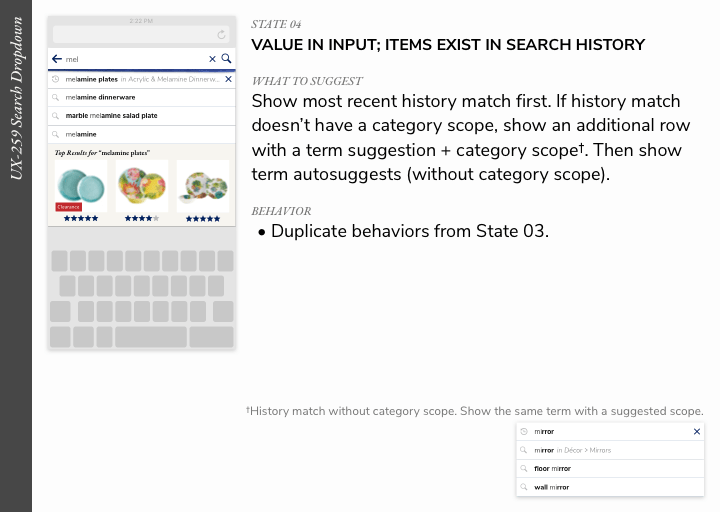 UX-259 Search Dropdown
2:22 PM
mel
melamine plates in Acrylic & Melamine Dinnerw...
melamine dinnerware
marble melamine salad plate
melamine
Top Results for "melamine plates"
Clearance
STATE 04
VALUE IN INPUT; ITEMS EXIST IN SEARCH HISTORY
WHAT TO SUGGEST
Show most recent history match first. If history match
doesn't have a category scope, show an additional row
with a term suggestion + category scope†. Then show
term autosuggests (without category scope).
BEHAVIOR
• Duplicate behaviors from State 03.
†History match without category scope. Show the same term with a suggested scope.
mirror
mirror in Décor > Mirrors
floor mirror
wall mirror